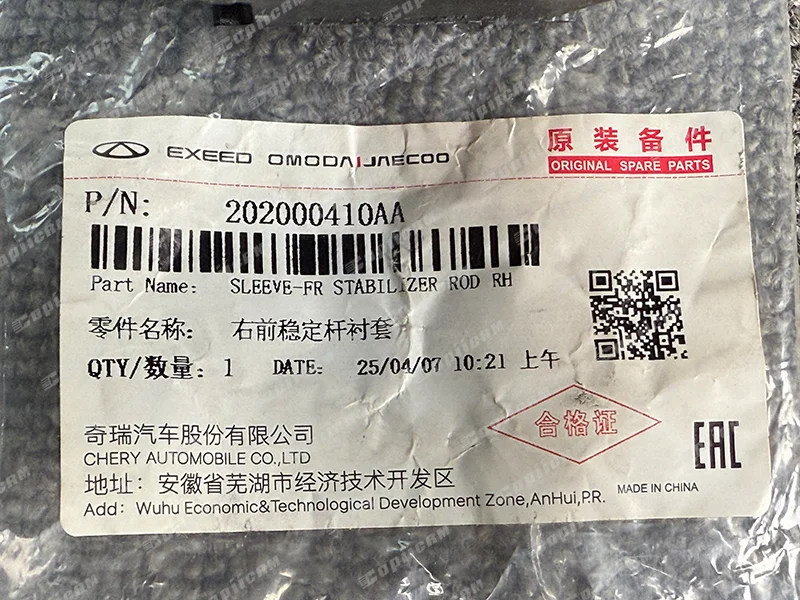 EXEED OMODA JAECOO
原装备件
ORIGINAL SPARE PARTS
P/N: 202000410AA
Part Name: SLEEVE-FR STABILIZER ROD RH
零件名称: 右前稳定杆衬套
QTY/数量: 1 DATE: 25/04/07 10:21 上午
合格证
奇瑞汽车股份有限公司
CHERY AUTOMOBILE CO.,LTD
地址: 安徽省芜湖市经济技术开发区
Add: Wuhu Economic&Technological Development Zone,AnHui,P.R.
MADE IN CHINA
EAC